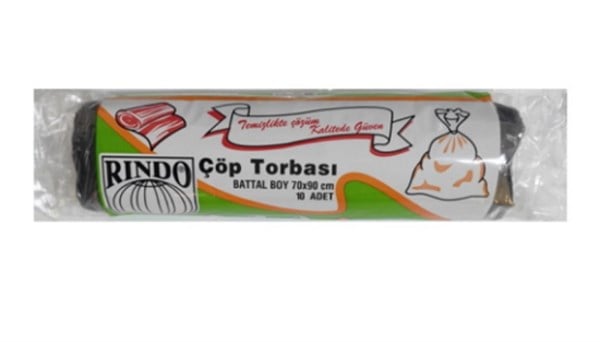 Temizlikte çözüm
Kalitede Güven
RINDO
Çöp Torbası
BATTAL BOY 70x90 cm
10 ADET